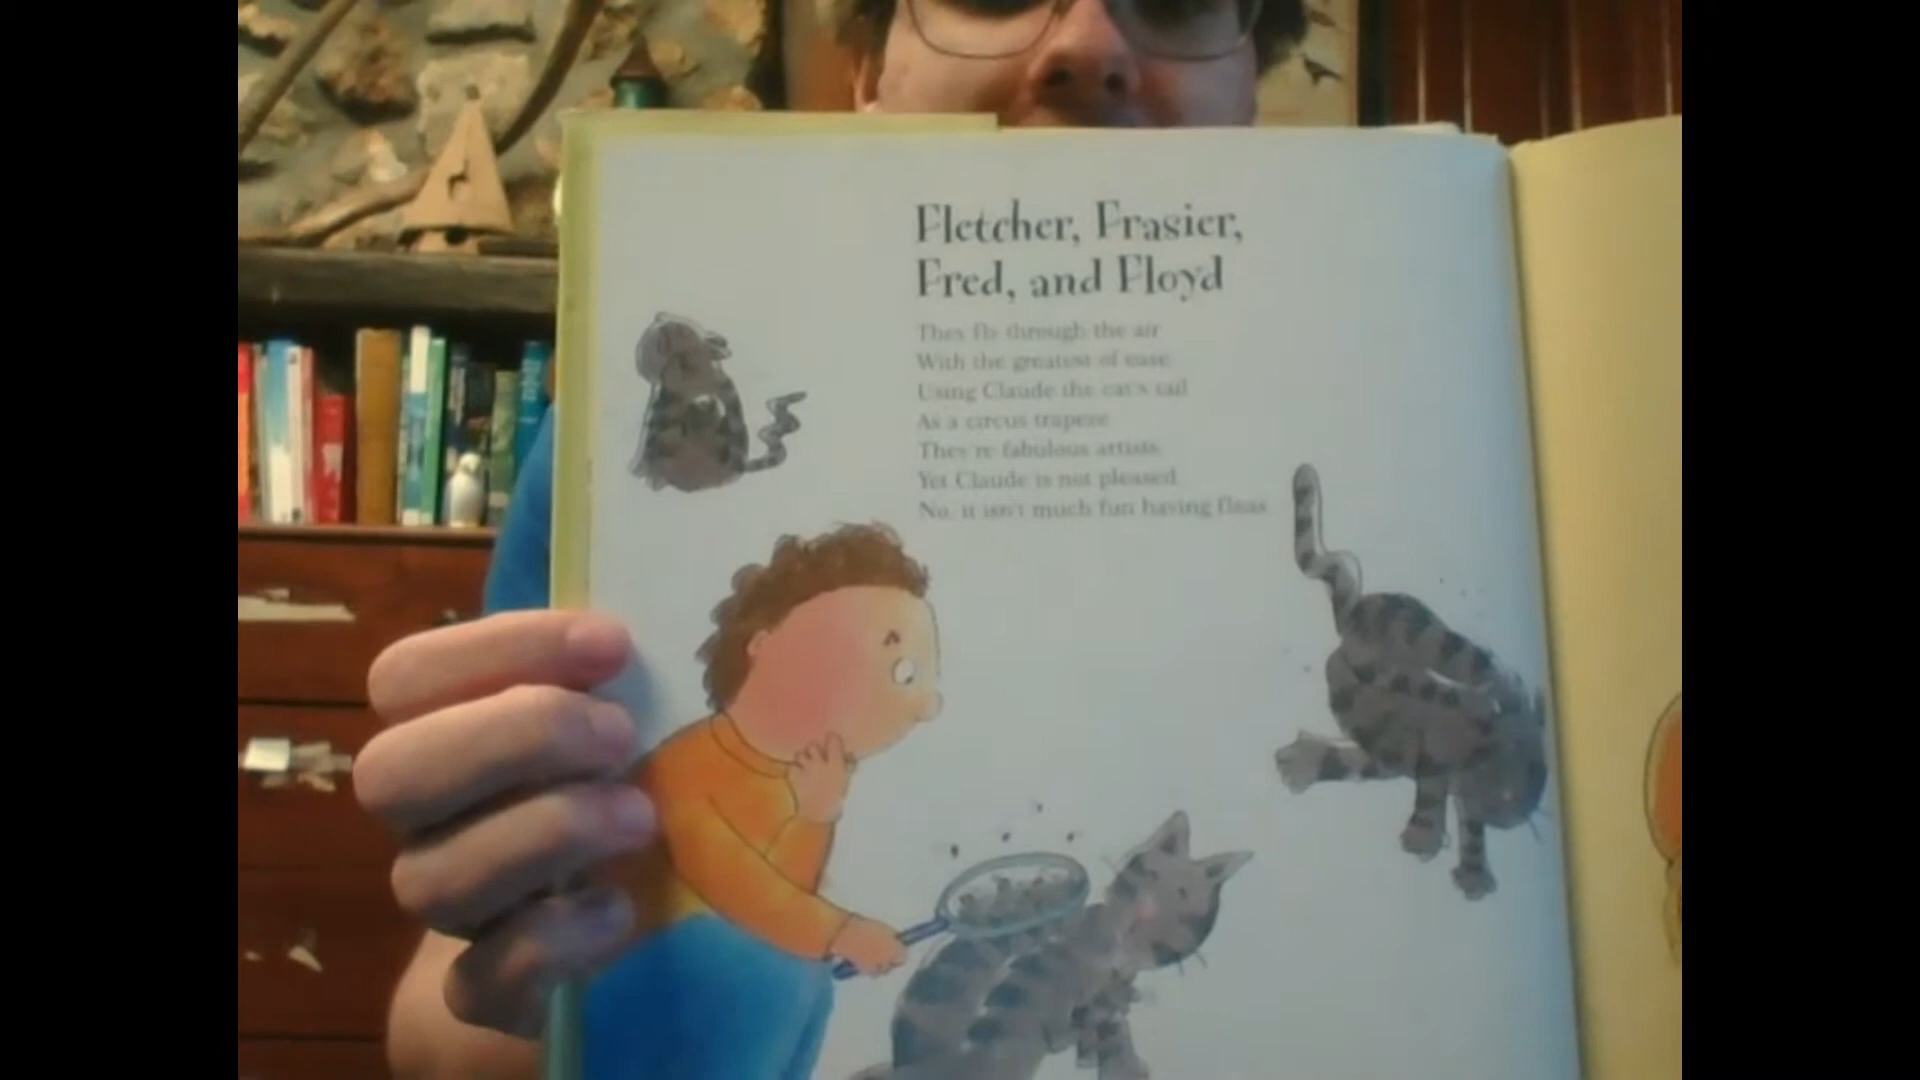 Fletcher, Frasier,
Fred, and Floyd
They fly through the air
With the greatest of ease
Using Claude the cat's tail
As a circus trapeze
They're fabulous artists
Yet Claude is not pleased
No, it isn't much fun having fleas